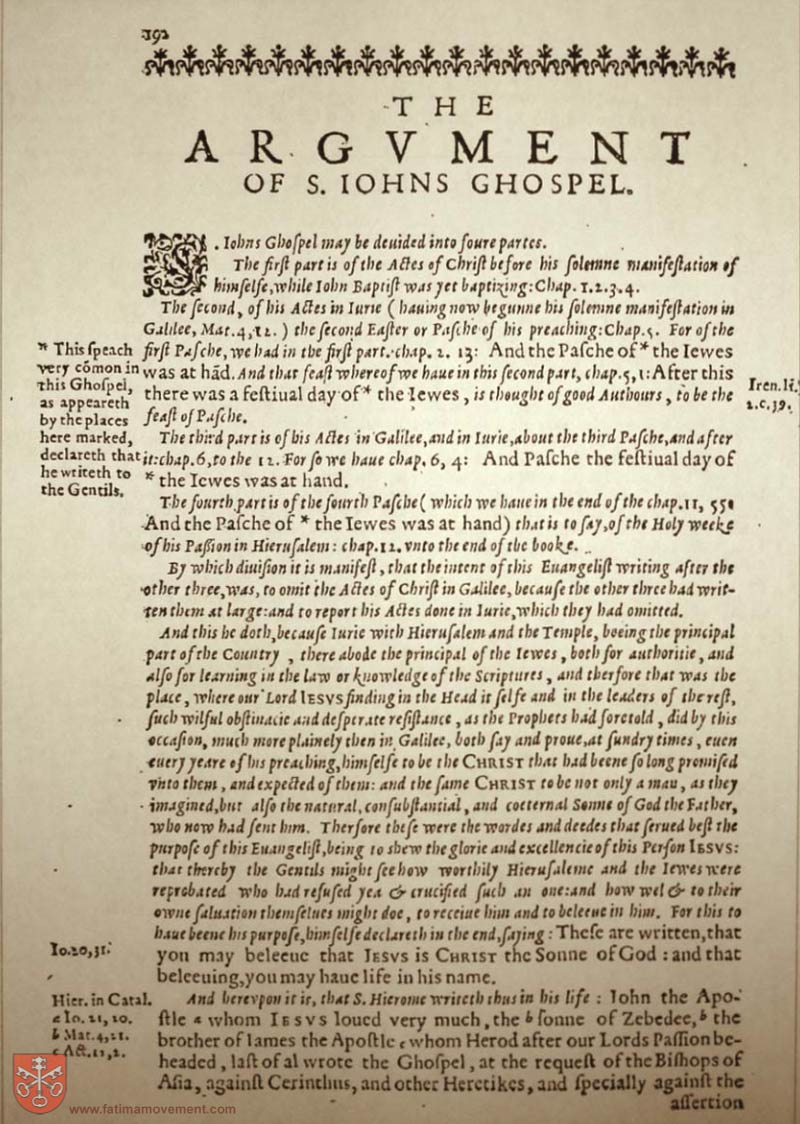 192
THE
ARGVMENT
OF S. IOHNS GHOSPEL.
S. Iohns Ghoſpel may be deuided into foure partes.
The firſt part is of the Actes of Chriſt before his ſolemne manifeſtation of
himſelfe, while Iohn Baptiſt was yet baptizing: Chap. 1. 2. 3. 4.
The ſecond, of his Actes in Iurie (hauing now begunne his ſolemne manifeſtation in
Galilee, Mat. 4, 12.) the ſecond Eaſter or Paſche of his preaching: Chap. 5. For of the
firſt Paſche, we had in the firſt part. chap. 2. 13: And the Paſche of * the Iewes
was at hãd. And that feaſt whereof we haue in this ſecond part, chap. 5, 1: After this
there was a feſtiual day of * the Iewes, is thought of good Authours, to be the
feaſt of Paſche.
* This ſpeach
very cõmon in
this Ghoſpel,
as appeareth
by the places
here marked,
declareth that
he writeth to
the Gentils.
Iren. li.
2. c. 39.
The third part is of his Actes in Galilee, and in Iurie, about the third Paſche, and after
it: chap. 6, to the 12. For ſo we haue chap. 6, 4: And Paſche the feſtiual day of
* the Iewes was at hand.
The fourth part is of the fourth Paſche (which we haue in the end of the chap. 11, 55.
And the Paſche of * the Iewes was at hand) that is to ſay, of the Holy weeke
of his Paſsion in Hieruſalem: chap. 12. vnto the end of the booke.
By which diuiſion it is manifeſt, that the intent of this Euangeliſt writing after the
other three, was, to omit the Actes of Chriſt in Galilee, becauſe the other three had writ-
ten them at large: and to report his Actes done in Iurie, which they had omitted.
And this he doth, becauſe Iurie with Hieruſalem and the Temple, beeing the principal
part of the Country, there abode the principal of the Iewes, both for authoritie, and
alſo for learning in the law or knowledge of the Scriptures, and therfore that was the
place, where our Lord IESVS finding in the Head it ſelfe and in the leaders of the reſt,
ſuch wilful obſtinacie and deſperate reſiſtance, as the Prophets had foretold, did by this
occaſion, much more plainely then in Galilee, both ſay and proue, at ſundry times, euen
euery yeare of his preaching, himſelfe to be the CHRIST that had beene ſo long promiſed
vnto them, and expected of them: and the ſame CHRIST to be not only a man, as they
imagined, but alſo the natural, conſubſtantial, and coeternal Sonne of God the Father,
who now had ſent him. Therfore theſe were the wordes and deedes that ſerued beſt the
purpoſe of this Euangeliſt, being to shew the glorie and excellencie of this Perſon IESVS:
that thereby the Gentils might ſee how worthily Hieruſaleme and the Iewes were
reprobated who had refuſed yea & crucified ſuch an one: and how wel & to their
owne ſaluation themſelues might doe, to receiue him and to beleeue in him. For this to
haue beene his purpoſe, himſelfe declareth in the end, ſaying: Theſe are written, that
you may beleeue that IESVS is CHRIST the Sonne of God: and that
beleeuing, you may haue life in his name.
Io. 20, 31.
And herevpon it is, that S. Hierome writeth thus in his life: Iohn the Apo-
ſtle a whom IESVS loued very much, the b ſonne of Zebedee, b the
brother of Iames the Apoſtle c whom Herod after our Lords Paſſion be-
headed, laſt of al wrote the Ghoſpel, at the requeſt of the Biſhops of
Aſia, againſt Cerinthus, and other Heretikes, and ſpecially againſt the
aſſertion
Hier. in Catal.
a Io. 21, 20.
b Mat. 4, 21.
c Act. 12, 2.
www.fatimamovement.com